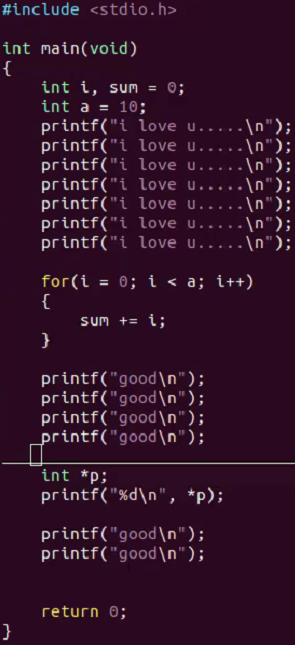 #include <stdio.h>
int main(void)
{
    int i, sum = 0;
    int a = 10;
    printf("i love u.....\n");
    printf("i love u.....\n");
    printf("i love u.....\n");
    printf("i love u.....\n");
    printf("i love u.....\n");
    printf("i love u.....\n");
    printf("i love u.....\n");
    for(i = 0; i < a; i++)
    {
        sum += i;
    }
    printf("good\n");
    printf("good\n");
    printf("good\n");
    printf("good\n");
    int *p;
    printf("%d\n", *p);
    printf("good\n");
    printf("good\n");
    return 0;
}